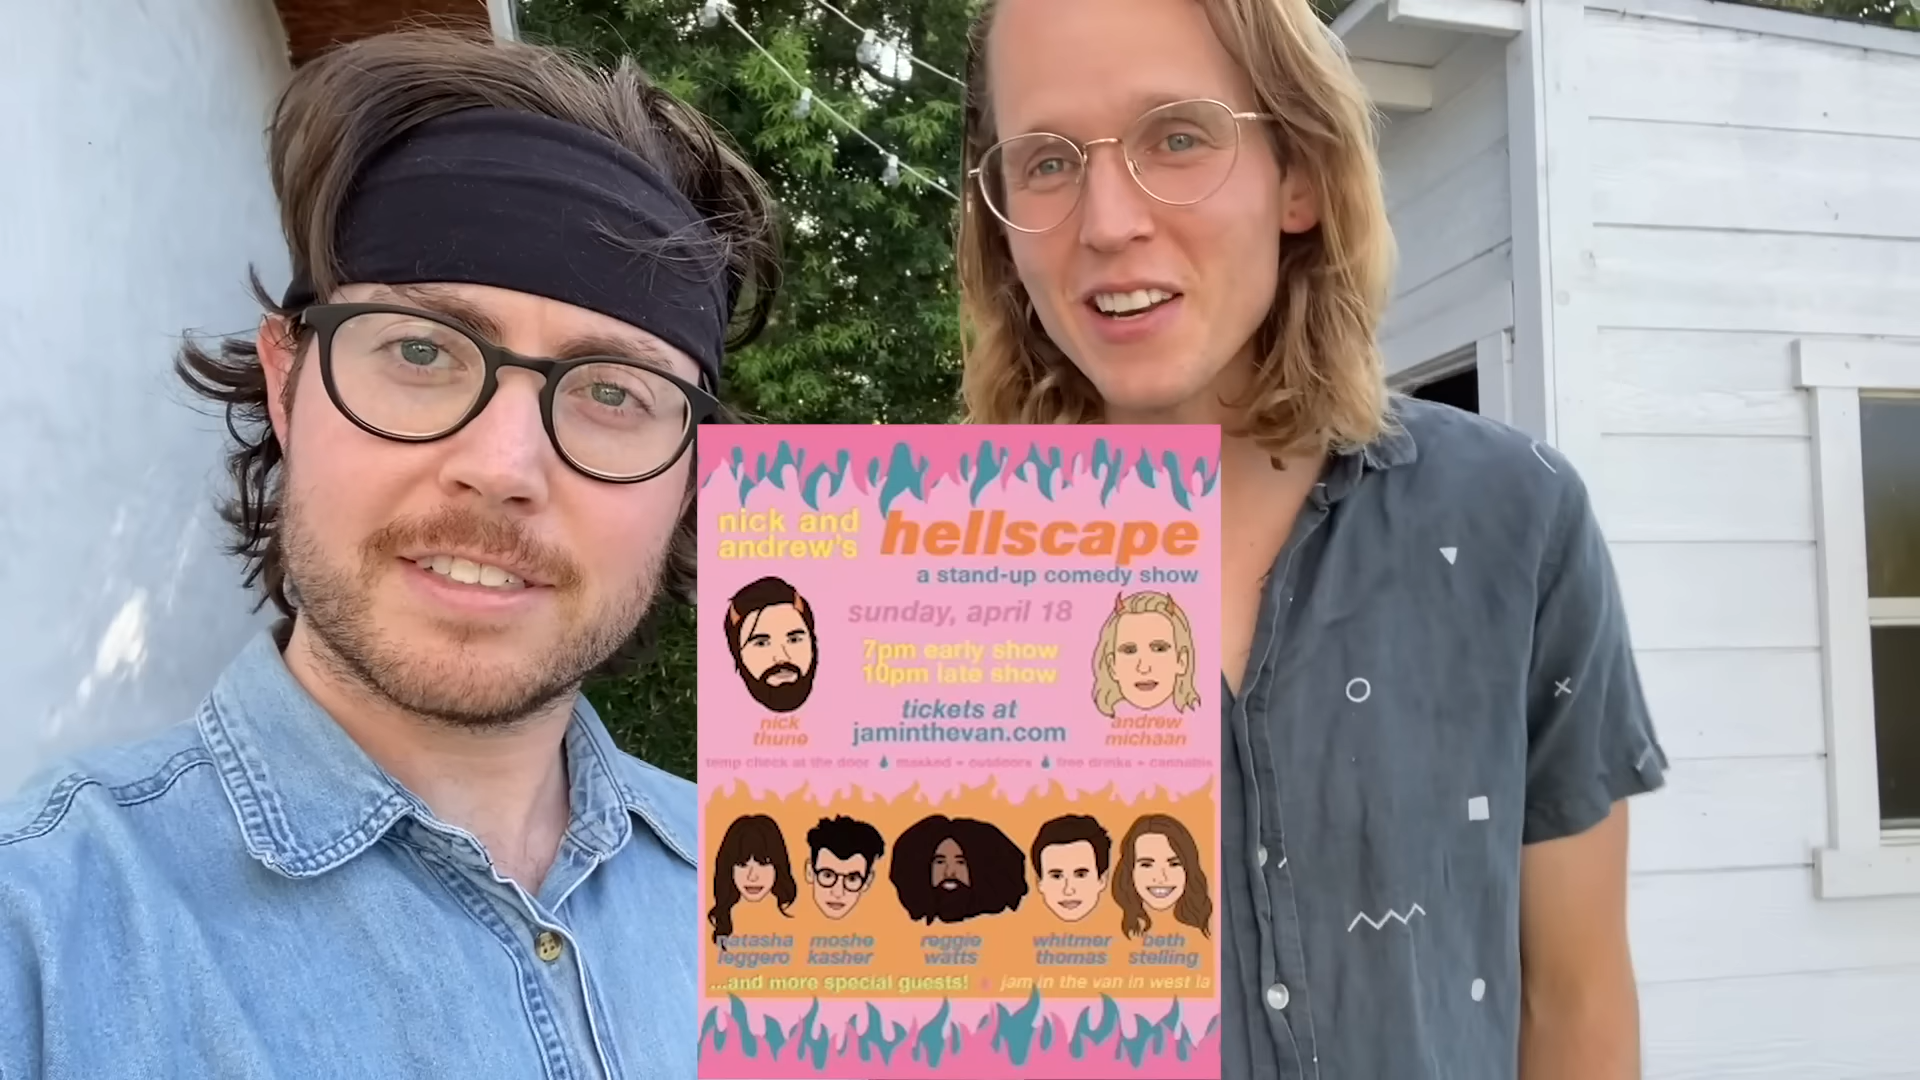 nick and
andrew's
hellscape
a stand-up comedy show
sunday, april 18
7pm early show
10pm late show
tickets at
jaminthevan.com
nick
thune
andrew
michaan
temp check at the door masked + outdoors free drinks + cannabis
natasha
leggero
moshe
kasher
reggie
watts
whitmer
thomas
beth
stelling
...and more special guests! jam in the van in west la